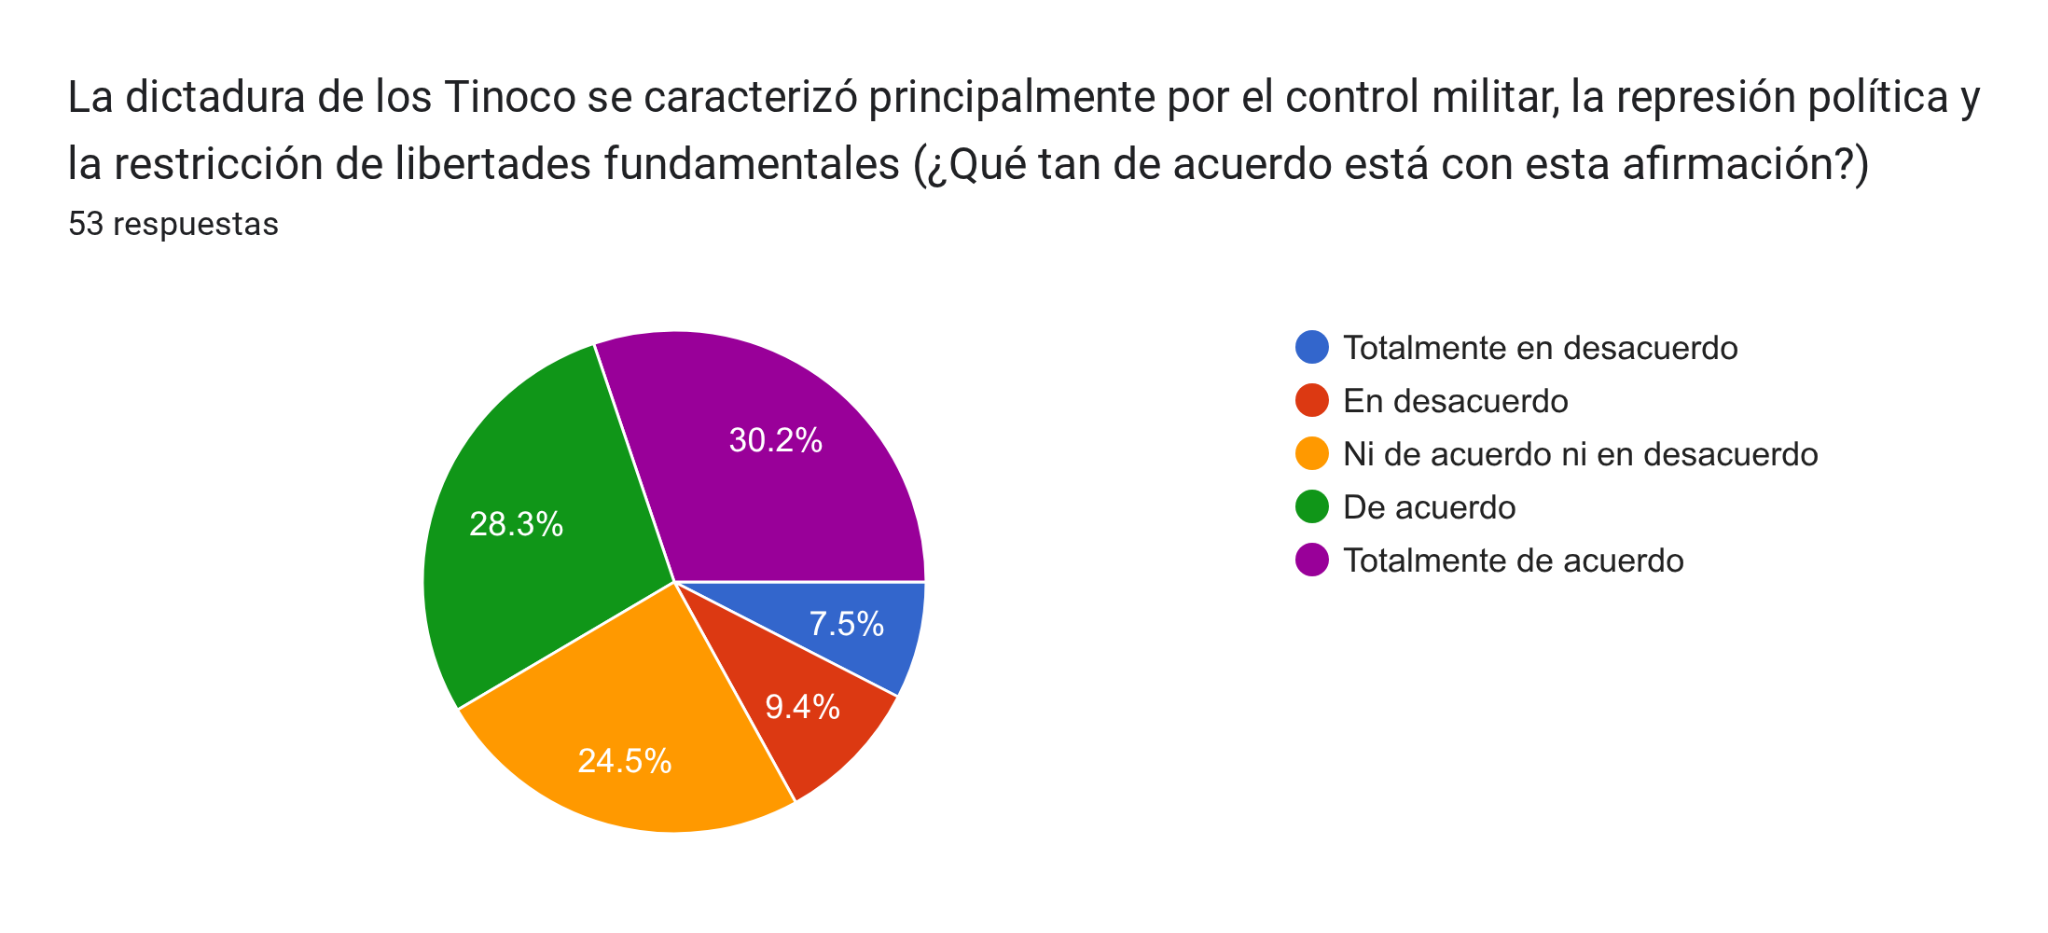 La dictadura de los Tinoco se caracterizó principalmente por el control militar, la represión política y
la restricción de libertades fundamentales (¿Qué tan de acuerdo está con esta afirmación?)
53 respuestas
30.2%
28.3%
7.5%
9.4%
24.5%
Totalmente en desacuerdo
En desacuerdo
Ni de acuerdo ni en desacuerdo
De acuerdo
Totalmente de acuerdo